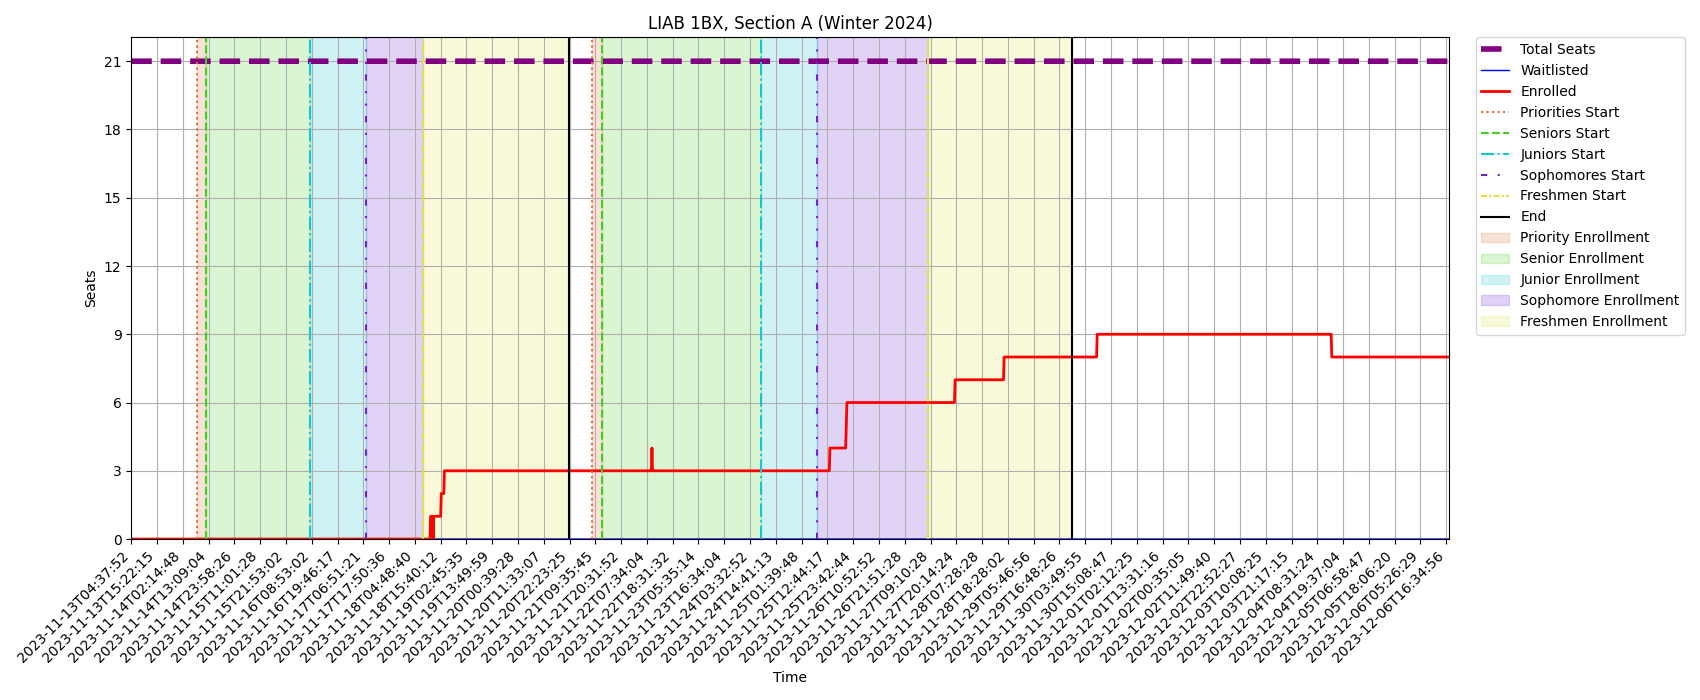 LIAB 1BX, Section A (Winter 2024)
Seats
21
18
15
12
9
6
3
0
2023-11-13T04:37:52
2023-11-13T15:22:15
2023-11-14T02:14:48
2023-11-14T13:09:04
2023-11-14T23:58:26
2023-11-15T11:01:28
2023-11-15T21:53:02
2023-11-16T08:53:02
2023-11-16T19:46:17
2023-11-17T06:51:21
2023-11-17T17:50:36
2023-11-18T04:48:40
2023-11-18T15:40:12
2023-11-19T02:45:35
2023-11-19T13:49:59
2023-11-20T00:39:28
2023-11-20T11:33:07
2023-11-20T22:23:25
2023-11-21T09:35:45
2023-11-21T20:31:52
2023-11-22T07:34:04
2023-11-22T18:31:32
2023-11-23T05:35:14
2023-11-23T16:34:04
2023-11-24T03:32:52
2023-11-24T14:41:13
2023-11-25T01:39:48
2023-11-25T12:44:17
2023-11-25T23:42:44
2023-11-26T10:52:52
2023-11-26T21:51:28
2023-11-27T09:10:28
2023-11-27T20:14:24
2023-11-28T07:28:28
2023-11-28T18:28:02
2023-11-29T05:46:56
2023-11-29T16:48:26
2023-11-30T03:49:55
2023-11-30T15:08:47
2023-12-01T02:12:25
2023-12-01T13:31:16
2023-12-02T00:35:05
2023-12-02T11:49:40
2023-12-02T22:52:27
2023-12-03T10:08:25
2023-12-03T21:17:15
2023-12-04T08:31:24
2023-12-04T19:37:04
2023-12-05T06:58:47
2023-12-05T18:06:20
2023-12-06T05:26:29
2023-12-06T16:34:56
Time
Total Seats
Waitlisted
Enrolled
Priorities Start
Seniors Start
Juniors Start
Sophomores Start
Freshmen Start
End
Priority Enrollment
Senior Enrollment
Junior Enrollment
Sophomore Enrollment
Freshmen Enrollment